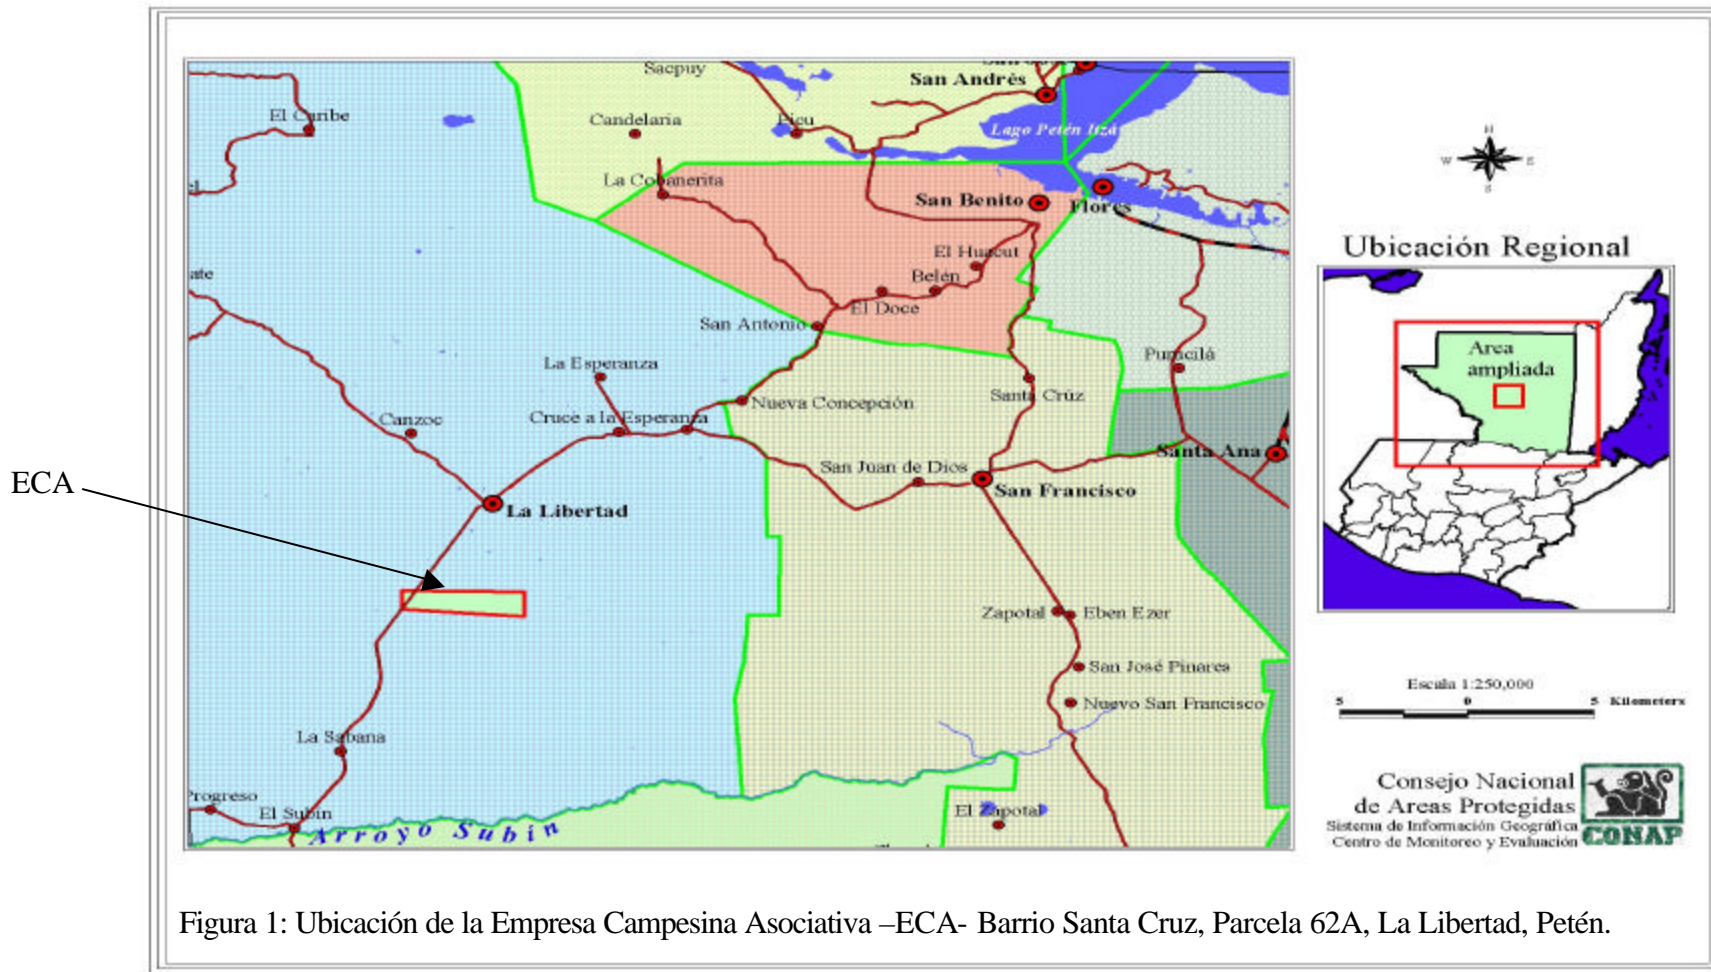 Sacpuy
San Andrés
El Caribe
Candelaria
Picu
Lago Petén Itzá
La Cobanerita
San Benito
Flores
El Huacut
Belén
El Doce
San Antonio
La Esperanza
Puricilá
Santa Crúz
Nueva Concepción
Canzoc
Cruce a la Esperanza
San Juan de Dios
Santa Ana
San Francisco
La Libertad
ECA
Zapotal
Eben Ezer
San José Pinares
Nuevo San Francisco
La Sabana
Progreso
El Subin
Arroyo Subín
El Zapotal
N
W E
S
Ubicación Regional
Area
ampliada
Escala 1:250,000
5 0 5 Kilometers
Consejo Nacional
de Areas Protegidas
Sistema de Información Geográfica
Centro de Monitoreo y Evaluación
CONAP
Figura 1: Ubicación de la Empresa Campesina Asociativa –ECA- Barrio Santa Cruz, Parcela 62A, La Libertad, Petén.